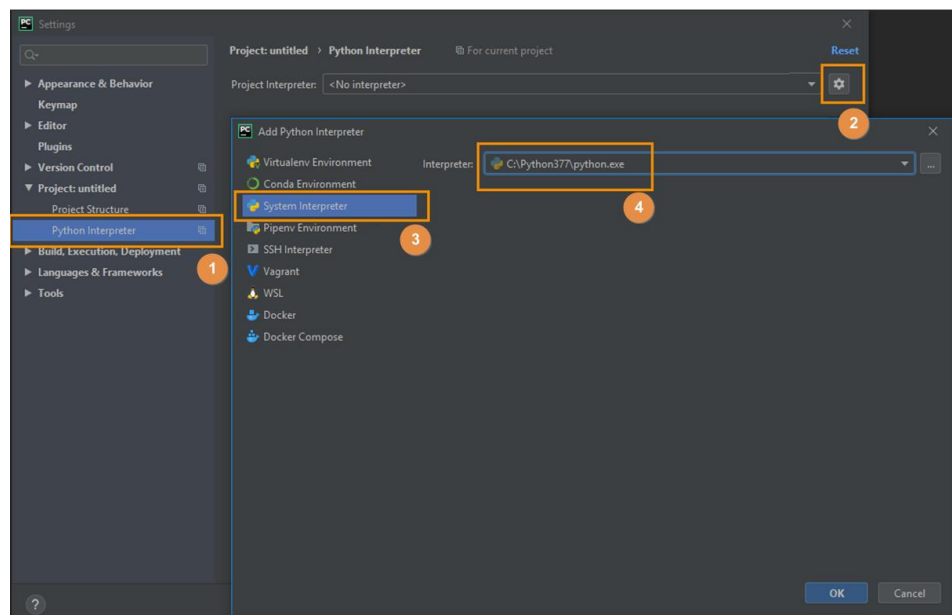 PC Settings
Project: untitled › Python Interpreter For current project Reset
Project Interpreter: <No interpreter>
Appearance & Behavior
Keymap
Editor
Plugins
Version Control
Project: untitled
Project Structure
Python Interpreter
Build, Execution, Deployment
Languages & Frameworks
Tools
1
2
PC Add Python Interpreter
Virtualenv Environment
Conda Environment
System Interpreter
Pipenv Environment
SSH Interpreter
Vagrant
WSL
Docker
Docker Compose
3
Interpreter: C:\Python377\python.exe ...
4
OK Cancel
?